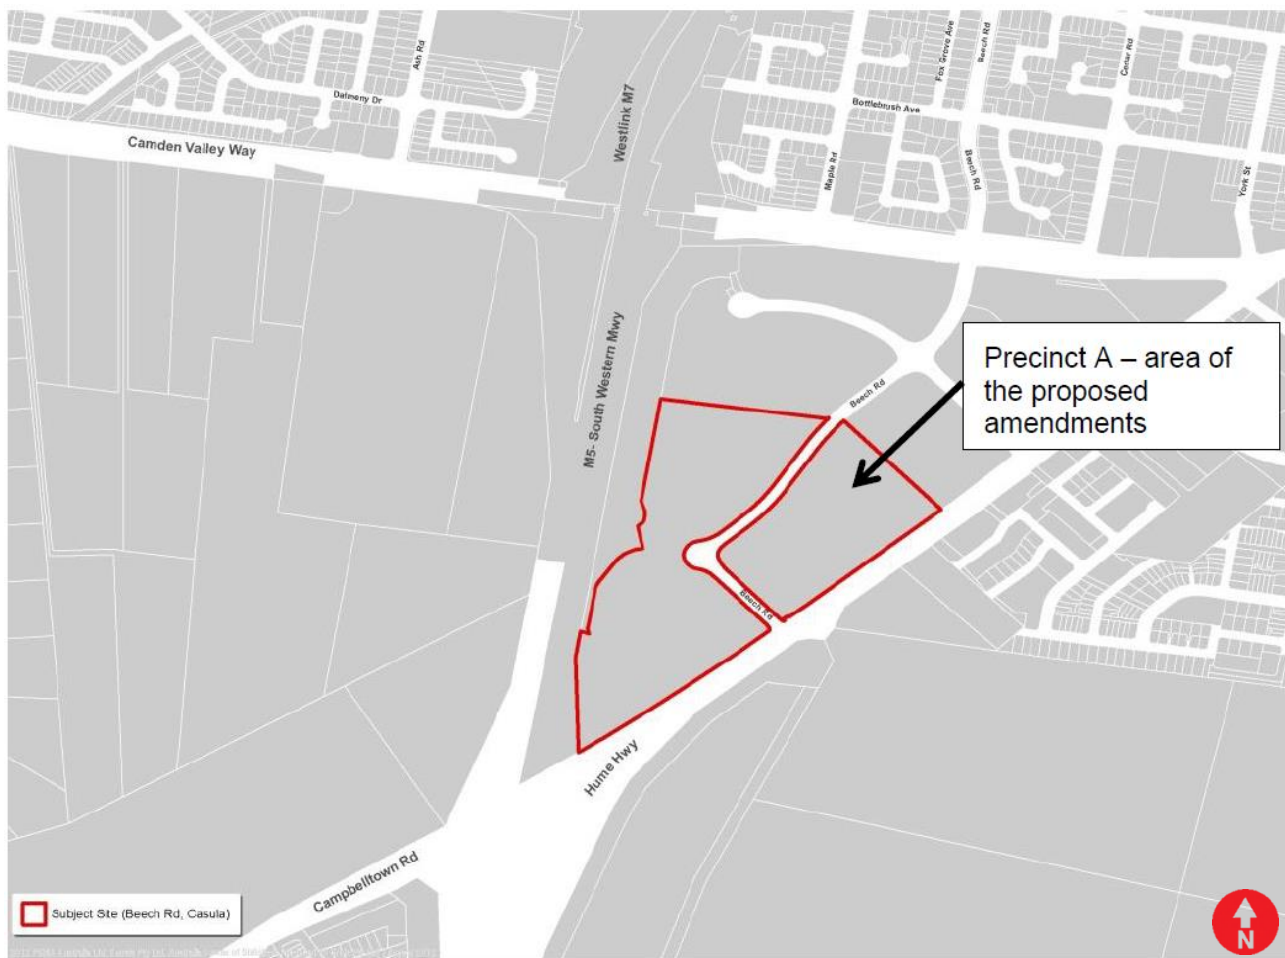 Ash Rd
Dalmeny Dr
Camden Valley Way
Westlink M7
Fox Grove Ave
Beech Rd
Cedar Rd
Bottlebrush Ave
Maple Rd
Beech Rd
York St
M5- South Western Mwy
Beech Rd
Precinct A – area of
the proposed
amendments
Beech Rd
Hume Hwy
Campbelltown Rd
Subject Site (Beech Rd, Casula)
N